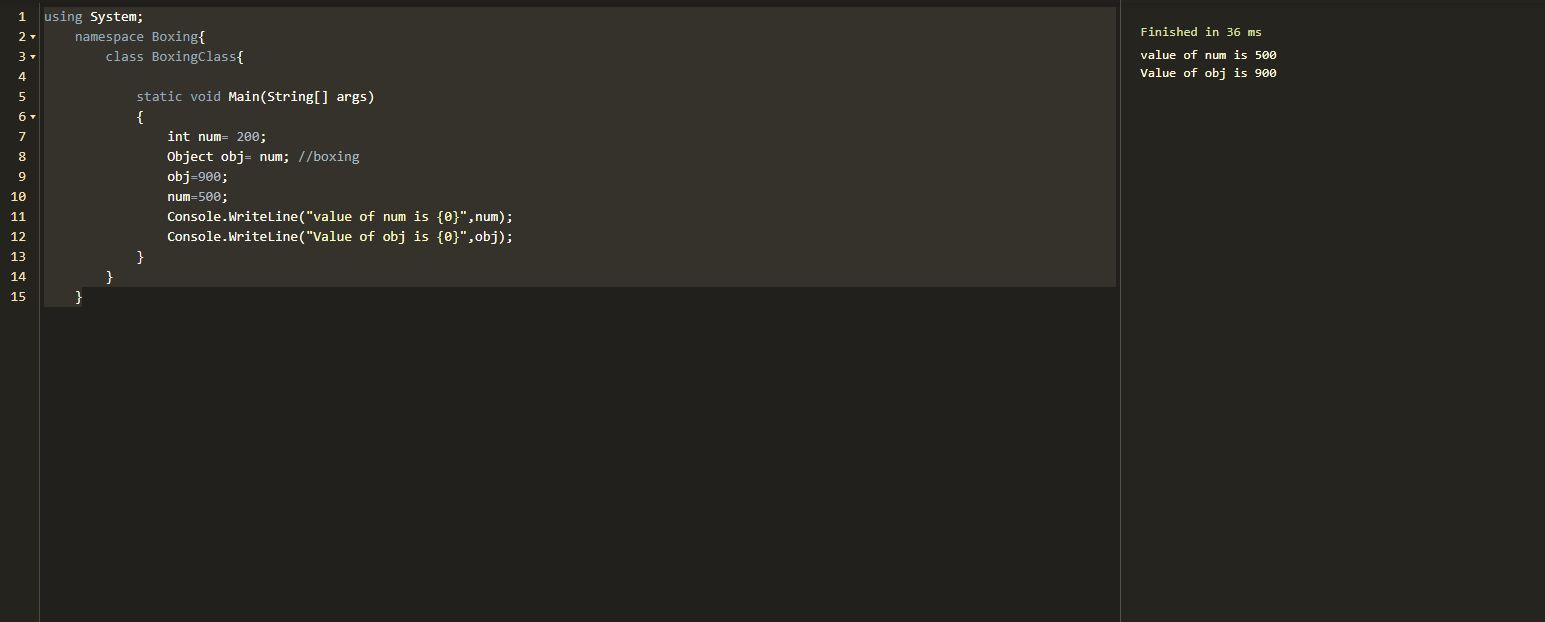 1 using System;
2 namespace Boxing{
3 class BoxingClass{
4
5 static void Main(String[] args)
6 {
7 int num= 200;
8 Object obj= num; //boxing
9 obj=900;
10 num=500;
11 Console.WriteLine("value of num is {0}",num);
12 Console.WriteLine("Value of obj is {0}",obj);
13 }
14 }
15 }
Finished in 36 ms
value of num is 500
Value of obj is 900